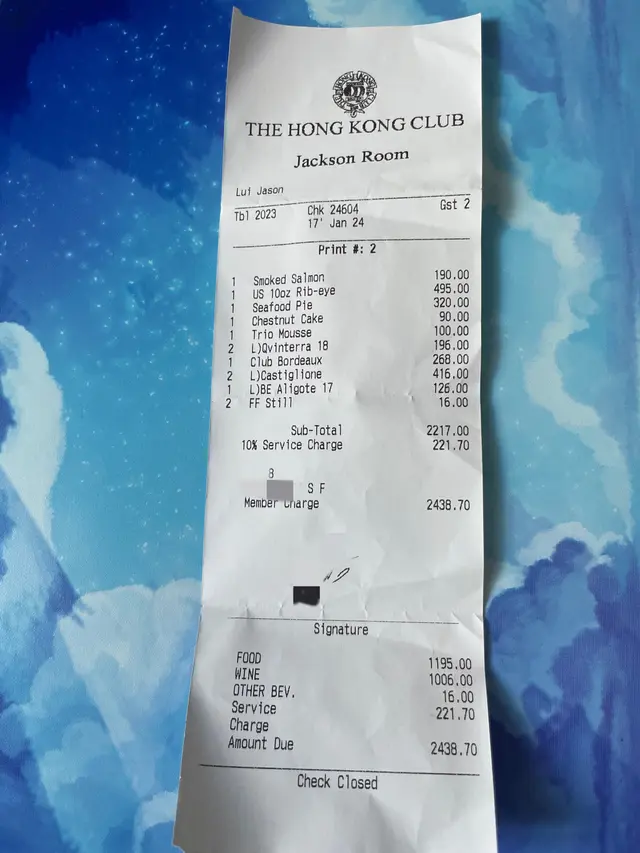 THE HONG KONG CLUB
Jackson Room
Lui Jason
Tbl 2023 Chk 24604 Gst 2
17' Jan 24
Print #: 2
1 Smoked Salmon 190.00
1 US 10oz Rib-eye 495.00
1 Seafood Pie 320.00
1 Chestnut Cake 90.00
1 Trio Mousse 100.00
2 L)Qvinterra 18 196.00
1 Club Bordeaux 268.00
2 L)Castiglione 416.00
1 L)BE Aligote 17 126.00
2 FF Still 16.00
Sub-Total 2217.00
10% Service Charge 221.70
8
S F
Member Charge 2438.70
Signature
FOOD 1195.00
WINE 1006.00
OTHER BEV. 16.00
Service 221.70
Charge
Amount Due 2438.70
Check Closed